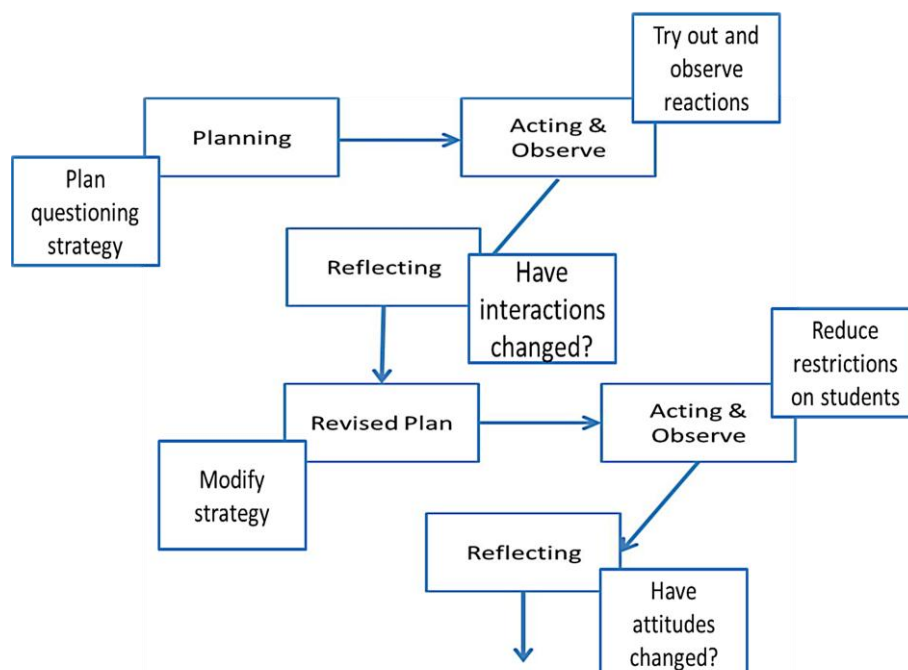 Try out and
observe
reactions
Planning
Acting &
Observe
Plan
questioning
strategy
Reflecting
Have
interactions
changed?
Reduce
restrictions
on students
Revised Plan
Acting &
Observe
Modify
strategy
Reflecting
Have
attitudes
changed?